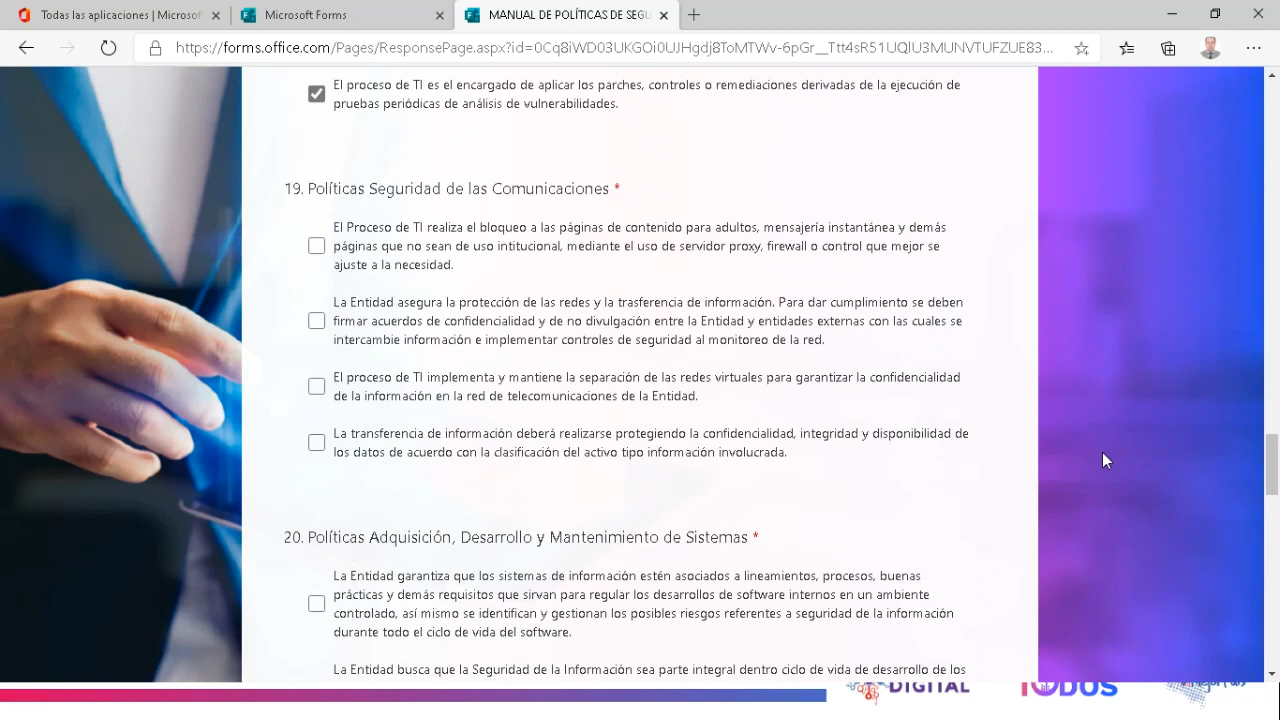 Todas las aplicaciones | Microsof
Microsoft Forms
MANUAL DE POLÍTICAS DE SEGU
https://forms.office.com/Pages/ResponsePage.aspx?id=
El proceso de TI es el encargado de aplicar los parches, controles o remediaciones derivadas de la ejecución de
pruebas periódicas de análisis de vulnerabilidades.
19. Políticas Seguridad de las Comunicaciones *
El Proceso de TI realiza el bloqueo a las páginas de contenido para adultos, mensajería instantánea y demás
páginas que no sean de uso intitucional, mediante el uso de servidor proxy, firewall o control que mejor se
ajuste a la necesidad.
La Entidad asegura la protección de las redes y la trasferencia de información. Para dar cumplimiento se deben
firmar acuerdos de confidencialidad y de no divulgación entre la Entidad y entidades externas con las cuales se
intercambie información e implementar controles de seguridad al monitoreo de la red.
El proceso de TI implementa y mantiene la separación de las redes virtuales para garantizar la confidencialidad
de la información en la red de telecomunicaciones de la Entidad.
La transferencia de información deberá realizarse protegiendo la confidencialidad, integridad y disponibilidad de
los datos de acuerdo con la clasificación del activo tipo información involucrada.
20. Políticas Adquisición, Desarrollo y Mantenimiento de Sistemas *
La Entidad garantiza que los sistemas de información estén asociados a lineamientos, procesos, buenas
prácticas y demás requisitos que sirvan para regular los desarrollos de software internos en un ambiente
controlado, así mismo se identifican y gestionan los posibles riesgos referentes a seguridad de la información
durante todo el ciclo de vida del software.
La Entidad busca que la Seguridad de la Información sea parte integral dentro ciclo de vida de desarrollo de los
DIGITAL
TODOS